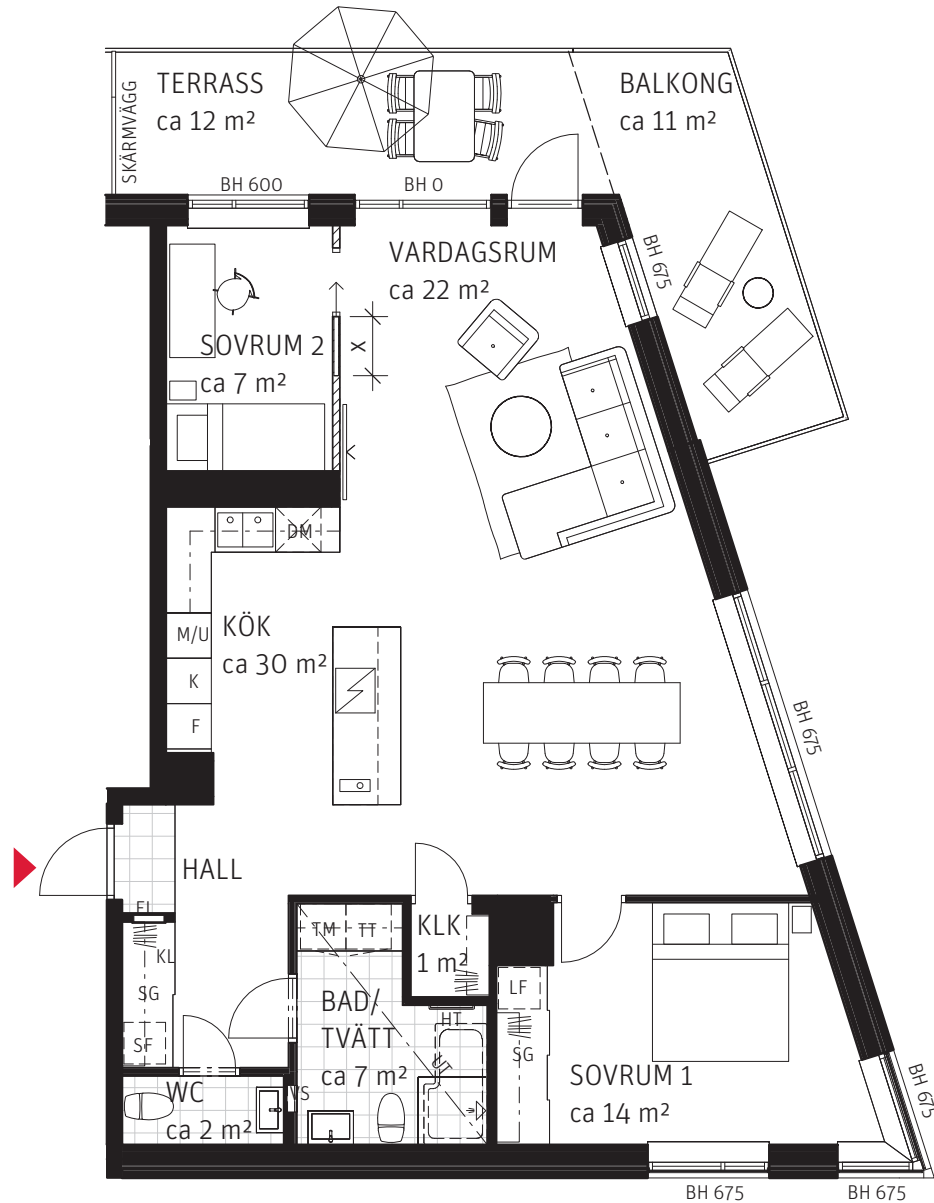 TERRASS
ca 12 m²
BALKONG
ca 11 m²
SKÄRMVÄGG
BH 600
BH 0
VARDAGSRUM
ca 22 m²
BH 675
SOVRUM 2
ca 7 m²
X
DM
KÖK
ca 30 m²
M/U
K
F
BH 675
HALL
EL
KL
SG
SF
TM
TT
KLK
1 m²
BAD/
TVÄTT
ca 7 m²
HT
LF
SG
SOVRUM 1
ca 14 m²
WC
ca 2 m²
VS
BH 675
BH 675
BH 675